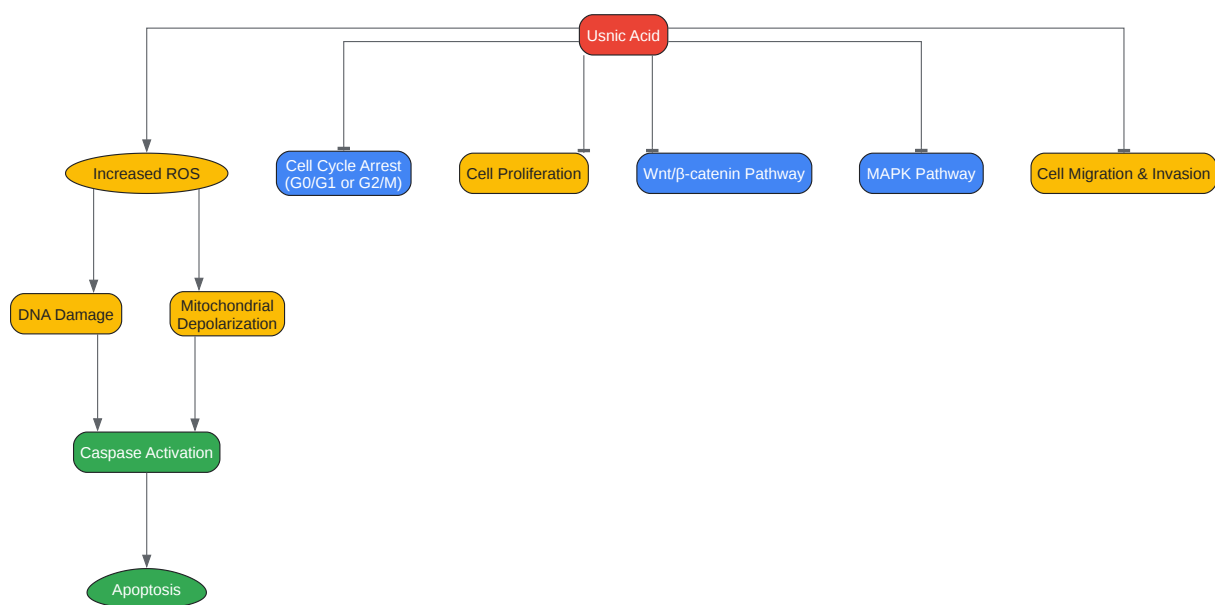 Usnic Acid
Increased ROS
Cell Cycle Arrest
(G0/G1 or G2/M)
Cell Proliferation
Wnt/β-catenin Pathway
MAPK Pathway
Cell Migration & Invasion
DNA Damage
Mitochondrial
Depolarization
Caspase Activation
Apoptosis